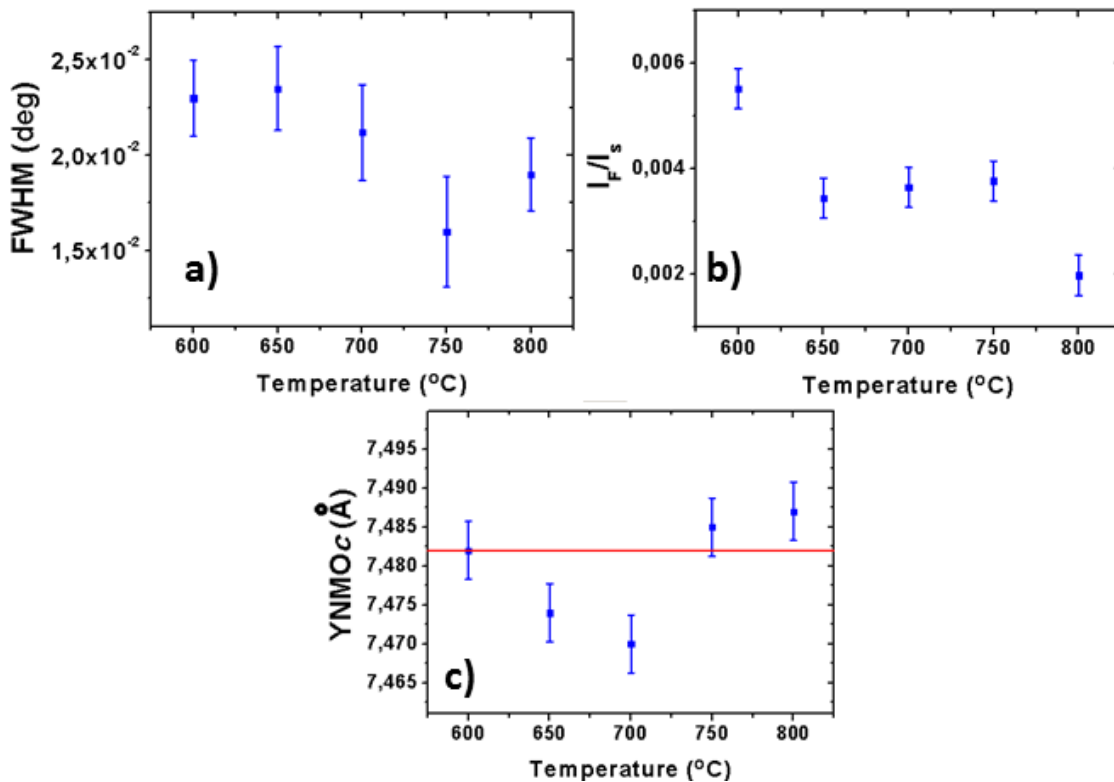 FWHM (deg)
2,5x10⁻²
2,0x10⁻²
1,5x10⁻²
a)
600 650 700 750 800
Temperature (°C)
I_F/I_s
0,006
0,004
0,002
b)
600 650 700 750 800
Temperature (°C)
YNMOc (Å)
7,495
7,490
7,485
7,480
7,475
7,470
7,465
c)
600 650 700 750 800
Temperature (°C)